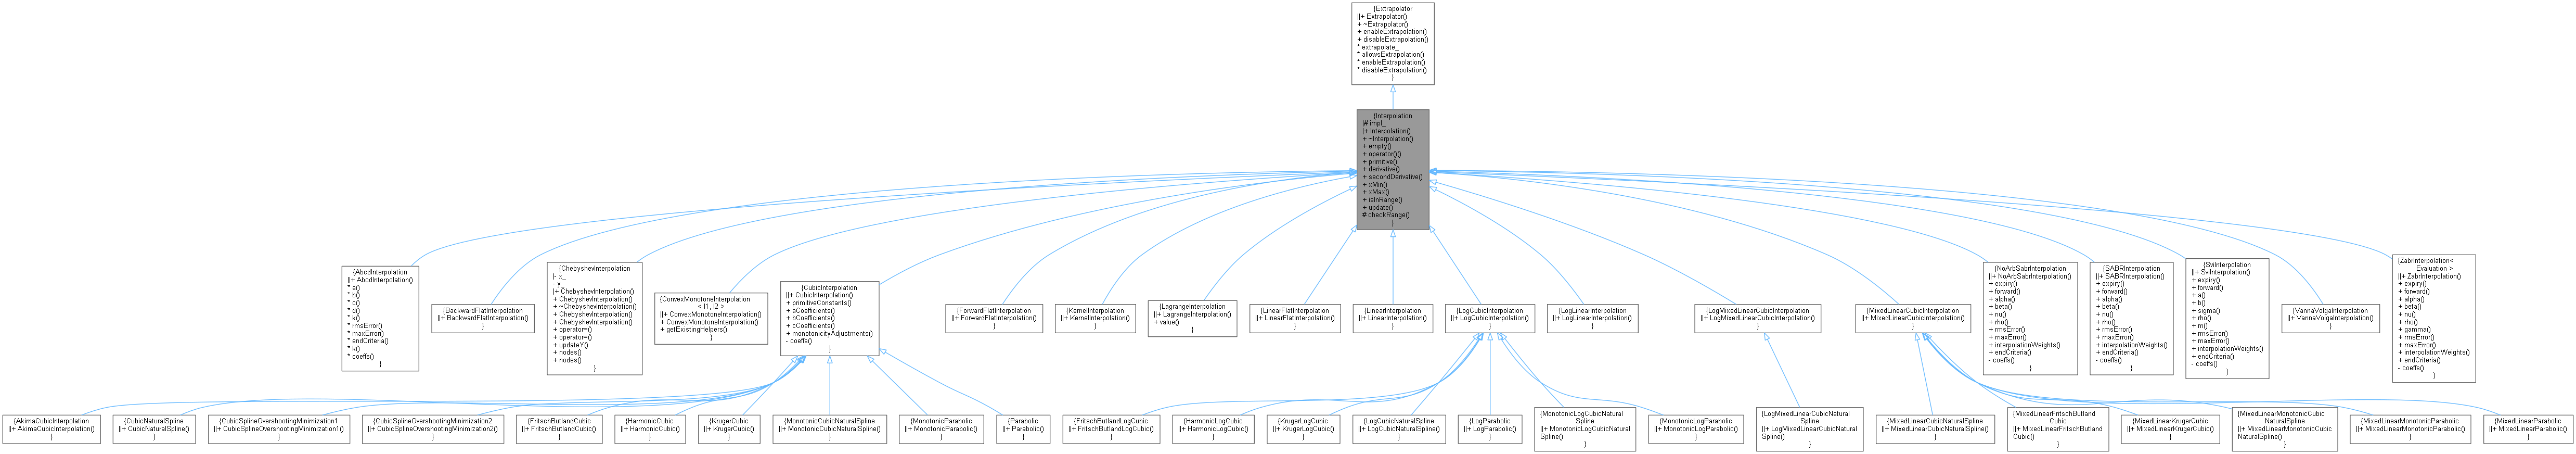 {Extrapolator
||+ Extrapolator()
+ ~Extrapolator()
+ enableExtrapolation()
+ disableExtrapolation()
* extrapolate_
* allowsExtrapolation()
* enableExtrapolation()
* disableExtrapolation()
}
{Interpolation
|# impl_
|+ Interpolation()
+ ~Interpolation()
+ empty()
+ operator()()
+ primitive()
+ derivative()
+ secondDerivative()
+ xMin()
+ xMax()
+ isInRange()
+ update()
# checkRange()
}
{AbcdInterpolation
||+ AbcdInterpolation()
* a()
* b()
* c()
* d()
* k()
* rmsError()
* maxError()
* endCriteria()
* k()
* coeffs()
}
{BackwardFlatInterpolation
||+ BackwardFlatInterpolation()
}
{ChebyshevInterpolation
|- x_
- y_
|+ ChebyshevInterpolation()
+ ChebyshevInterpolation()
+ ~ChebyshevInterpolation()
+ ChebyshevInterpolation()
+ ChebyshevInterpolation()
+ operator=()
+ operator=()
+ updateY()
+ nodes()
+ nodes()
}
{ConvexMonotoneInterpolation
< I1, I2 >
||+ ConvexMonotoneInterpolation()
+ ConvexMonotoneInterpolation()
+ getExistingHelpers()
}
{CubicInterpolation
||+ CubicInterpolation()
+ primitiveConstants()
+ aCoefficients()
+ bCoefficients()
+ cCoefficients()
+ monotonicityAdjustments()
- coeffs()
}
{ForwardFlatInterpolation
||+ ForwardFlatInterpolation()
}
{KernelInterpolation
||+ KernelInterpolation()
}
{LagrangeInterpolation
||+ LagrangeInterpolation()
+ value()
}
{LinearFlatInterpolation
||+ LinearFlatInterpolation()
}
{LinearInterpolation
||+ LinearInterpolation()
}
{LogCubicInterpolation
||+ LogCubicInterpolation()
}
{LogLinearInterpolation
||+ LogLinearInterpolation()
}
{LogMixedLinearCubicInterpolation
||+ LogMixedLinearCubicInterpolation()
}
{MixedLinearCubicInterpolation
||+ MixedLinearCubicInterpolation()
}
{NoArbSabrInterpolation
||+ NoArbSabrInterpolation()
+ expiry()
+ forward()
+ alpha()
+ beta()
+ nu()
+ rho()
+ rmsError()
+ maxError()
+ interpolationWeights()
+ endCriteria()
- coeffs()
}
{SABRInterpolation
||+ SABRInterpolation()
+ expiry()
+ forward()
+ alpha()
+ beta()
+ nu()
+ rho()
+ rmsError()
+ maxError()
+ interpolationWeights()
+ endCriteria()
- coeffs()
}
{SviInterpolation
||+ SviInterpolation()
+ expiry()
+ forward()
+ a()
+ b()
+ sigma()
+ rho()
+ m()
+ rmsError()
+ maxError()
+ interpolationWeights()
+ endCriteria()
- coeffs()
}
{VannaVolgaInterpolation
||+ VannaVolgaInterpolation()
}
{ZabrInterpolation<
Evaluation >
||+ ZabrInterpolation()
+ expiry()
+ forward()
+ alpha()
+ beta()
+ nu()
+ rho()
+ gamma()
+ rmsError()
+ maxError()
+ interpolationWeights()
+ endCriteria()
- coeffs()
}
{AkimaCubicInterpolation
||+ AkimaCubicInterpolation()
}
{CubicNaturalSpline
||+ CubicNaturalSpline()
}
{CubicSplineOvershootingMinimization1
||+ CubicSplineOvershootingMinimization1()
}
{CubicSplineOvershootingMinimization2
||+ CubicSplineOvershootingMinimization2()
}
{FritschButlandCubic
||+ FritschButlandCubic()
}
{HarmonicCubic
||+ HarmonicCubic()
}
{KrugerCubic
||+ KrugerCubic()
}
{MonotonicCubicNaturalSpline
||+ MonotonicCubicNaturalSpline()
}
{MonotonicParabolic
||+ MonotonicParabolic()
}
{Parabolic
||+ Parabolic()
}
{FritschButlandLogCubic
||+ FritschButlandLogCubic()
}
{HarmonicLogCubic
||+ HarmonicLogCubic()
}
{KrugerLogCubic
||+ KrugerLogCubic()
}
{LogCubicNaturalSpline
||+ LogCubicNaturalSpline()
}
{LogParabolic
||+ LogParabolic()
}
{MonotonicLogCubicNatural
Spline
||+ MonotonicLogCubicNatural
Spline()
}
{MonotonicLogParabolic
||+ MonotonicLogParabolic()
}
{LogMixedLinearCubicNatural
Spline
||+ LogMixedLinearCubicNatural
Spline()
}
{MixedLinearCubicNaturalSpline
||+ MixedLinearCubicNaturalSpline()
}
{MixedLinearFritschButland
Cubic
||+ MixedLinearFritschButland
Cubic()
}
{MixedLinearKrugerCubic
||+ MixedLinearKrugerCubic()
}
{MixedLinearMonotonicCubic
NaturalSpline
||+ MixedLinearMonotonicCubic
NaturalSpline()
}
{MixedLinearMonotonicParabolic
||+ MixedLinearMonotonicParabolic()
}
{MixedLinearParabolic
||+ MixedLinearParabolic()
}